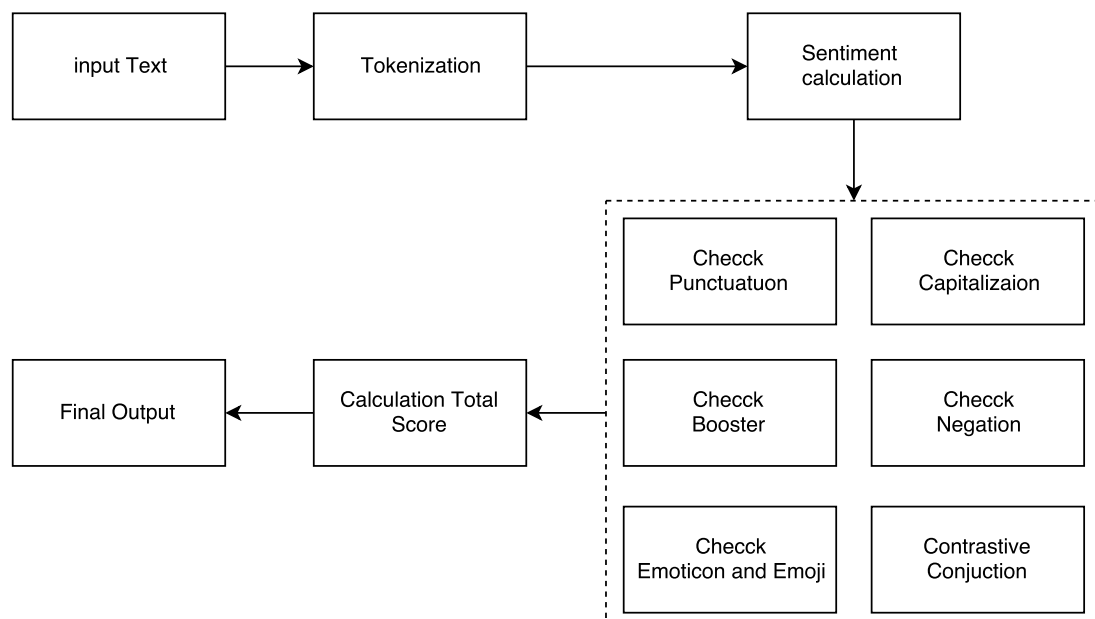 input Text
Tokenization
Sentiment
calculation
Checck
Punctuatuon
Checck
Capitalizaion
Final Output
Calculation Total
Score
Checck
Booster
Checck
Negation
Checck
Emoticon and Emoji
Contrastive
Conjuction